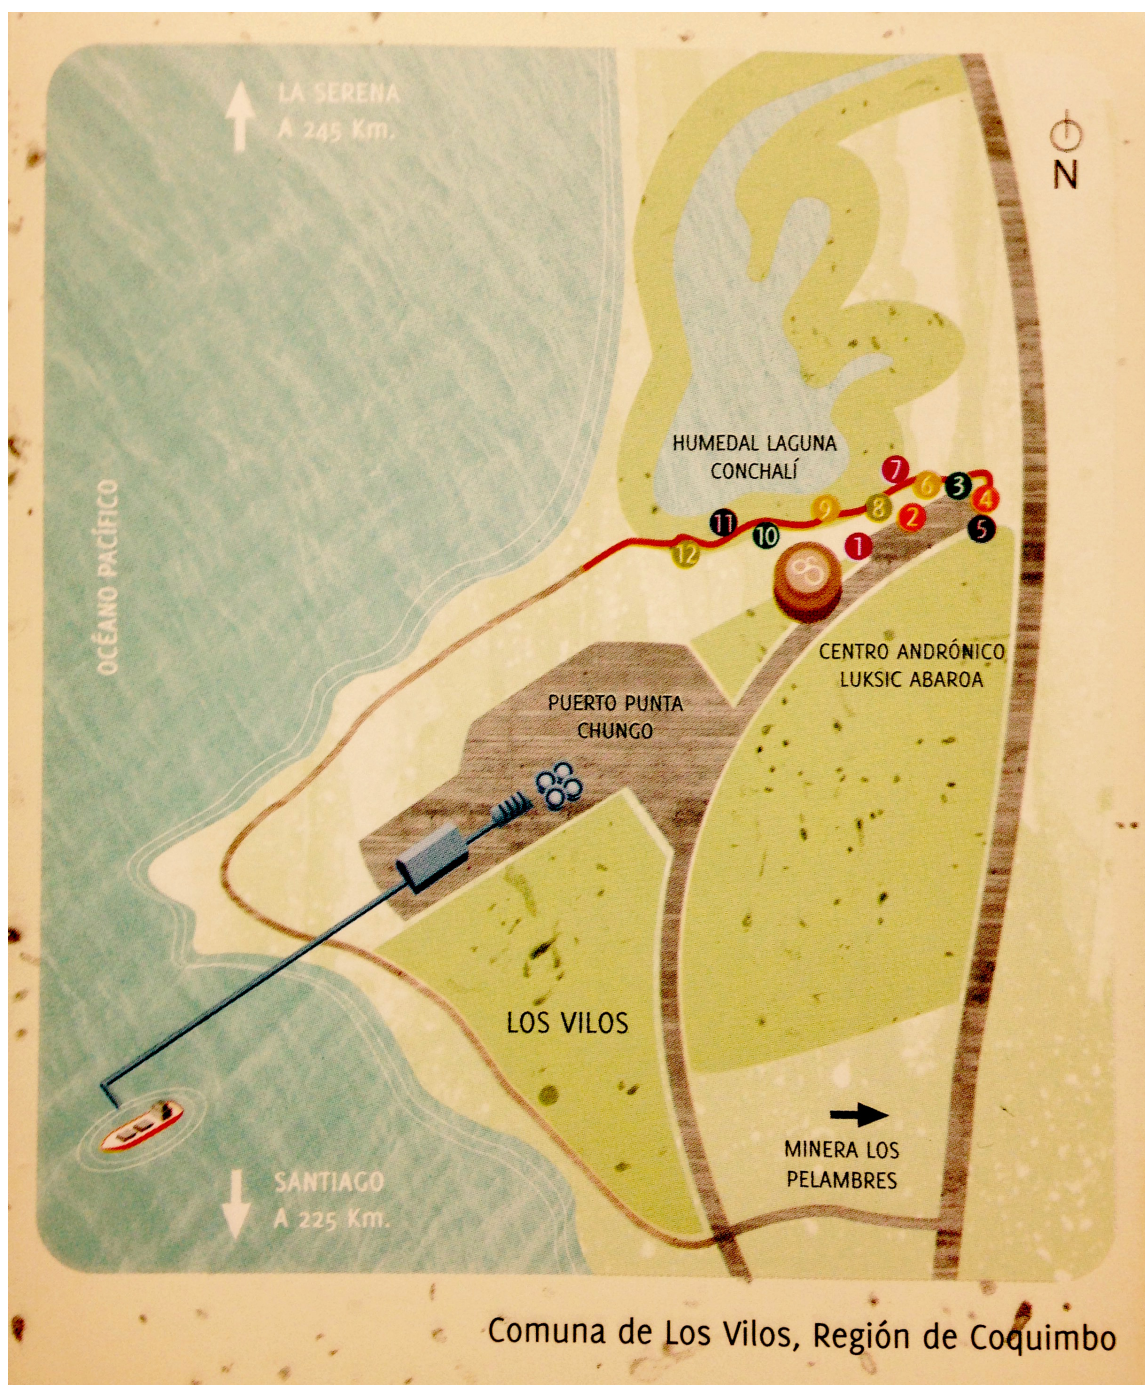 LA SERENA
A 245 Km.
N
OCÉANO PACÍFICO
HUMEDAL LAGUNA
CONCHALÍ
7
6
3
4
9
8
2
5
11
10
1
12
CENTRO ANDRÓNICO
LUKSIC ABAROA
PUERTO PUNTA
CHUNGO
LOS VILOS
MINERA LOS
PELAMBRES
SANTIAGO
A 225 Km.
Comuna de Los Vilos, Región de Coquimbo